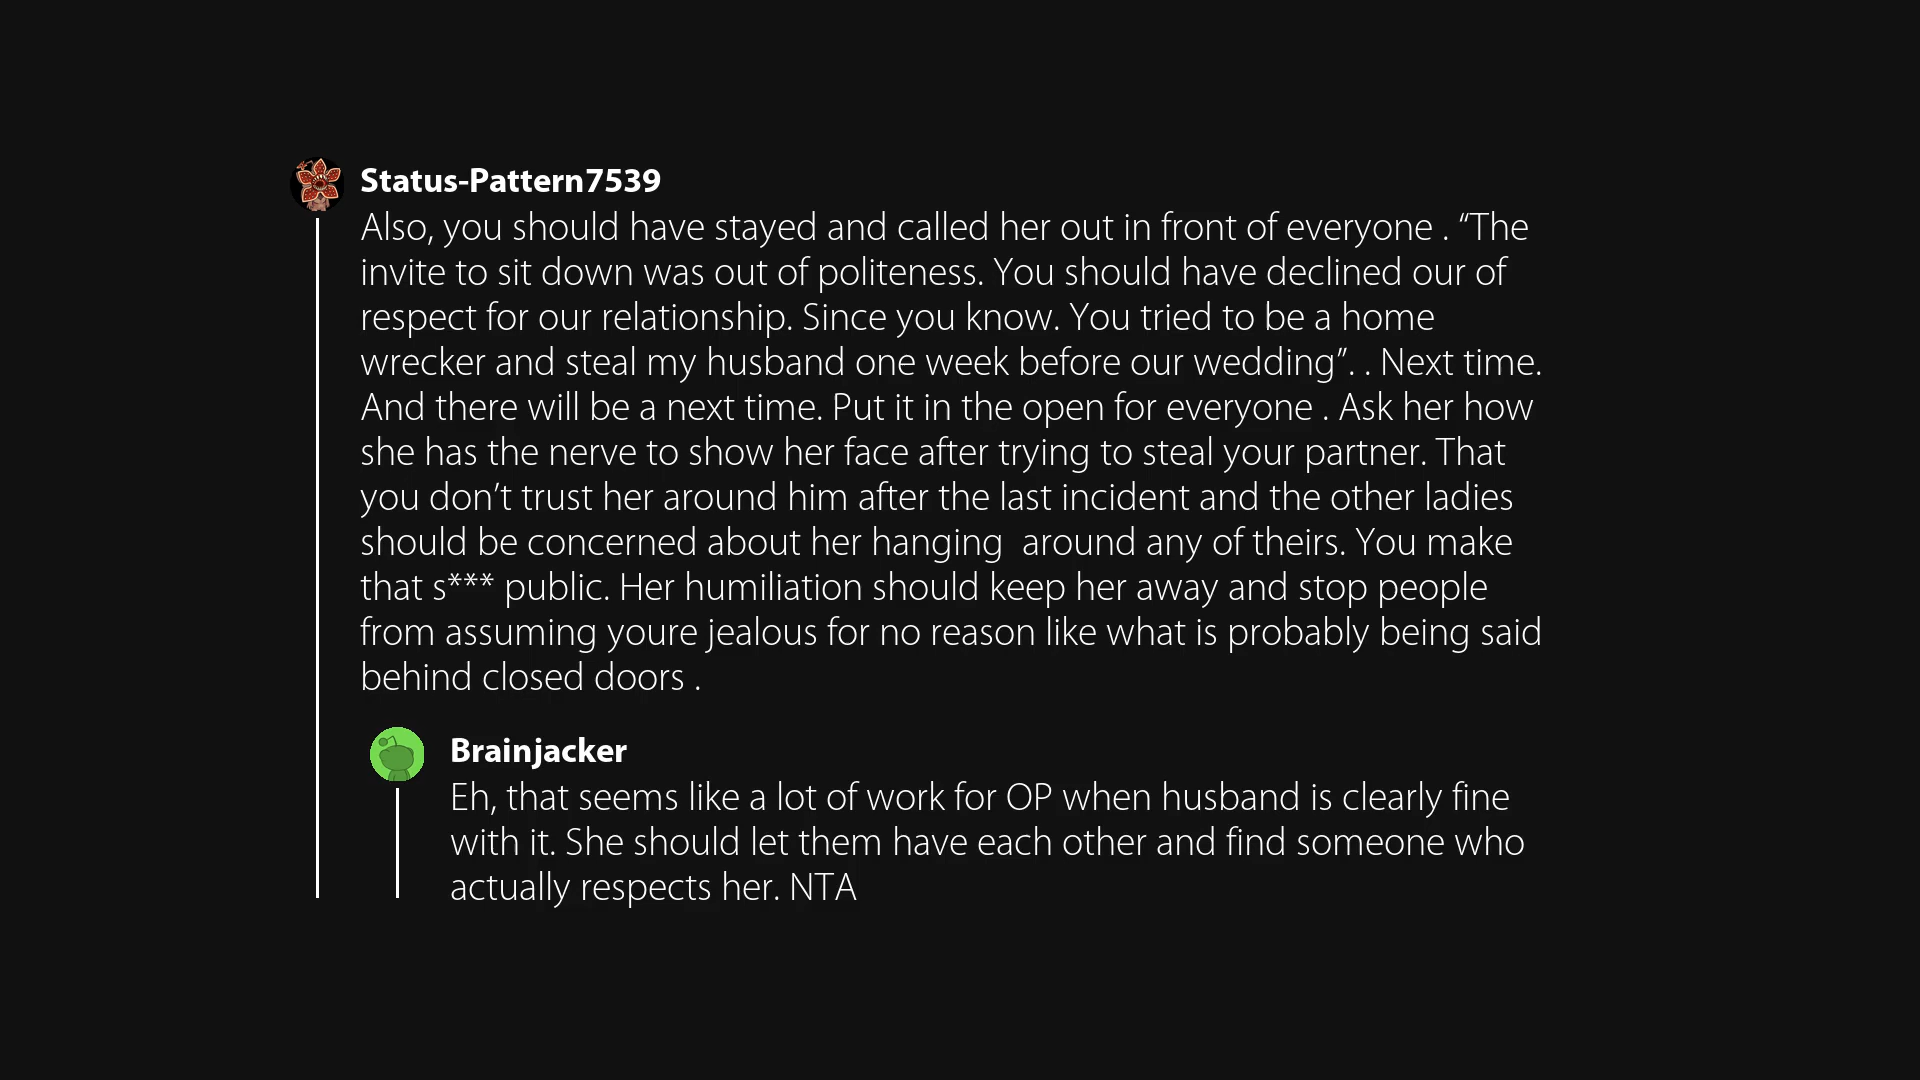 Status-Pattern7539
Also, you should have stayed and called her out in front of everyone . “The
invite to sit down was out of politeness. You should have declined our of
respect for our relationship. Since you know. You tried to be a home
wrecker and steal my husband one week before our wedding”. . Next time.
And there will be a next time. Put it in the open for everyone . Ask her how
she has the nerve to show her face after trying to steal your partner. That
you don’t trust her around him after the last incident and the other ladies
should be concerned about her hanging  around any of theirs. You make
that s*** public. Her humiliation should keep her away and stop people
from assuming youre jealous for no reason like what is probably being said
behind closed doors .
Brainjacker
Eh, that seems like a lot of work for OP when husband is clearly fine
with it. She should let them have each other and find someone who
actually respects her. NTA